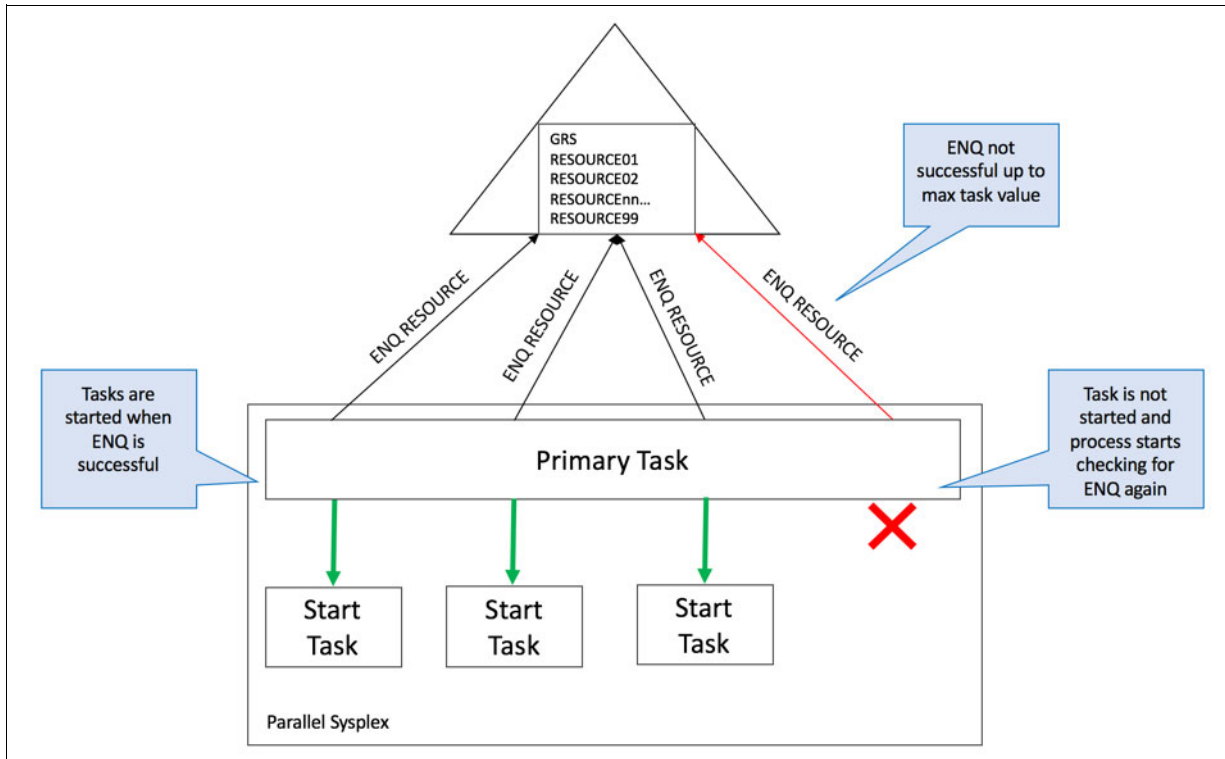 GRS
RESOURCE01
RESOURCE02
RESOURCEnn...
RESOURCE99
ENQ not
successful up to
max task value
ENQ RESOURCE
ENQ RESOURCE
ENQ RESOURCE
ENQ RESOURCE
Tasks are
started when
ENQ is
successful
Task is not
started and
process starts
checking for
ENQ again
Primary Task
Start
Task
Start
Task
Start
Task
Parallel Sysplex